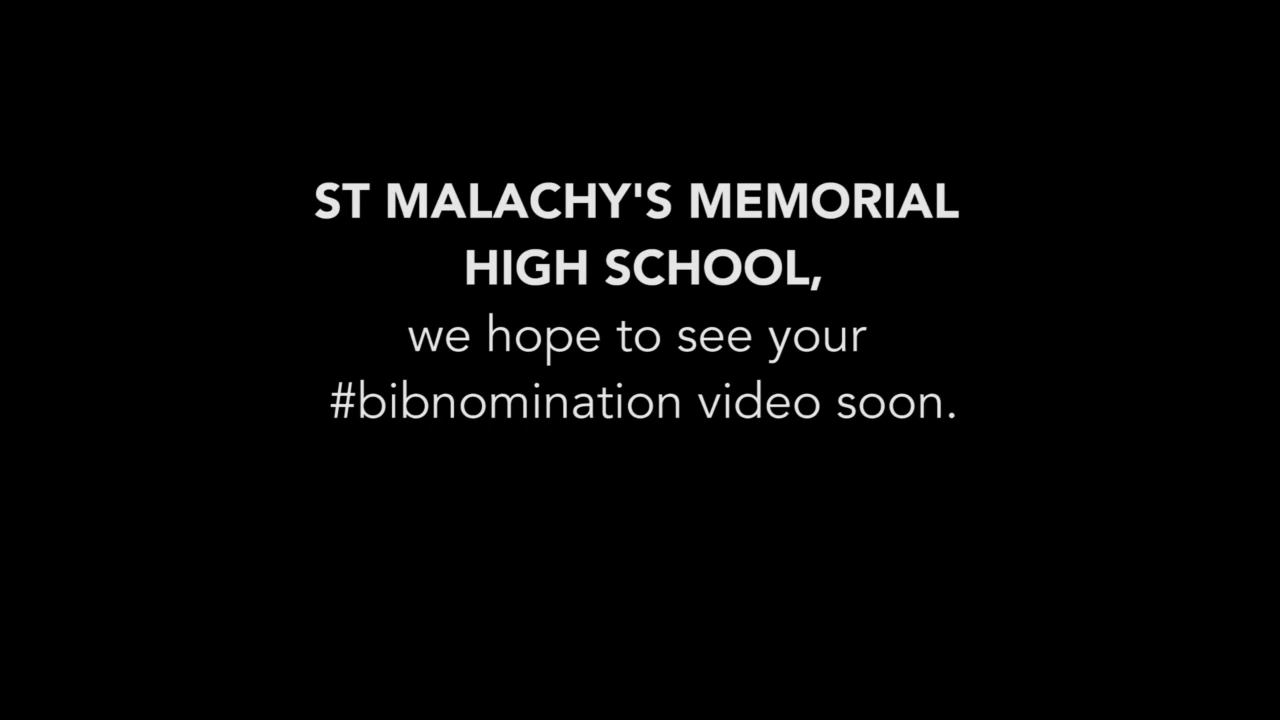 ST MALACHY'S MEMORIAL
HIGH SCHOOL,
we hope to see your
#bibnomination video soon.